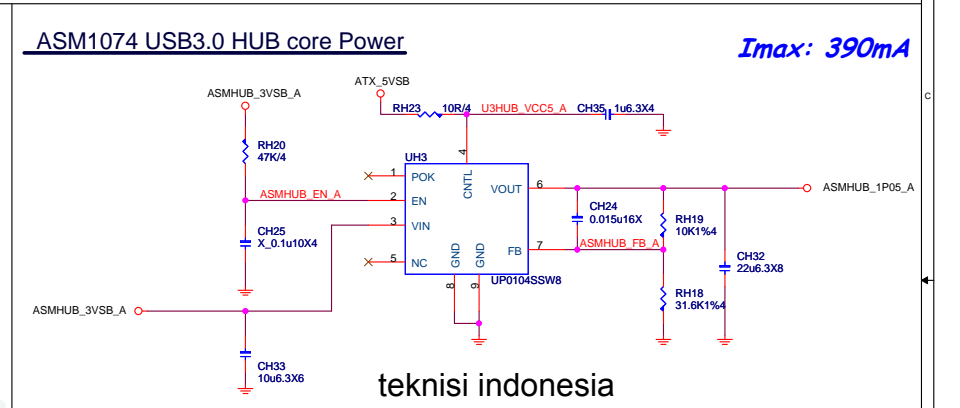 ASM1074 USB3.0 HUB core Power
Imax: 390mA
ATX_5VSB
ASMHUB_3VSB_A
RH23 10R/4 U3HUB_VCC5_A CH35 1u6.3X4
C
RH20
47K/4
4
UH3
1 POK CNTL
VOUT 6 ASMHUB_1P05_A
ASMHUB_EN_A 2 EN
CH24
0.015u16X
RH19
10K1%4
CH25
X_0.1u10X4
3 VIN
FB 7 ASMHUB_FB_A
5 NC GND GND
CH32
22u6.3X8
UP0104SSW8
8 9
RH18
31.6K1%4
ASMHUB_3VSB_A
CH33
10u6.3X6
teknisi indonesia